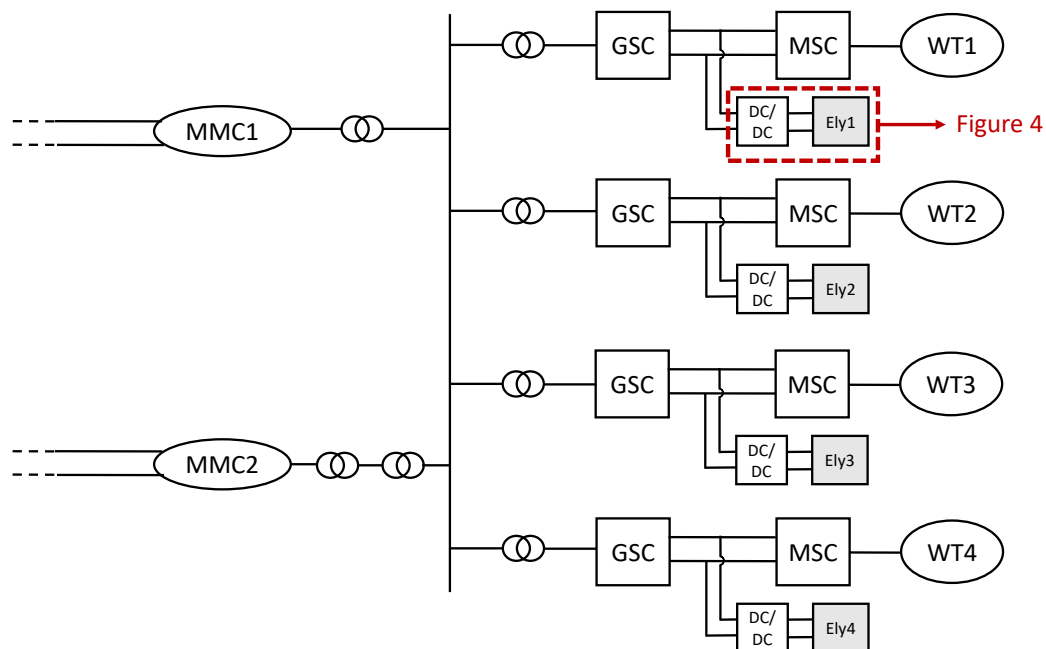 GSC
MSC
WT1
DC/
DC
Ely1
Figure 4
MMC1
GSC
MSC
WT2
DC/
DC
Ely2
GSC
MSC
WT3
DC/
DC
Ely3
MMC2
GSC
MSC
WT4
DC/
DC
Ely4